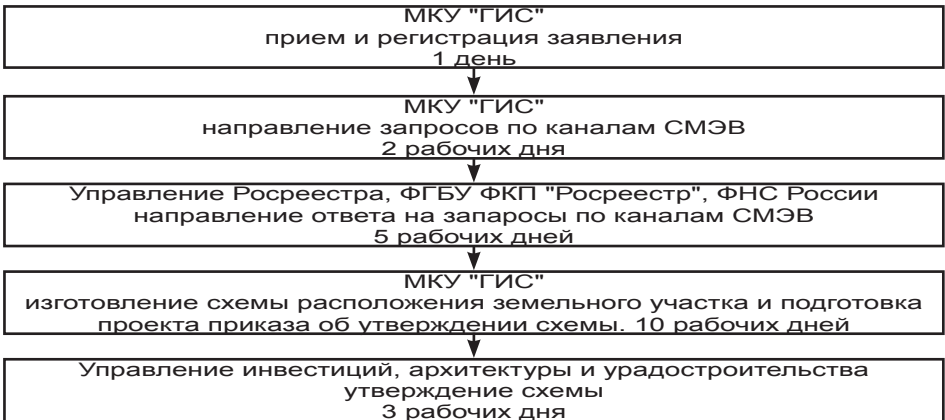 МКУ "ГИС"
прием и регистрация заявления
1 день
МКУ "ГИС"
направление запросов по каналам СМЭВ
2 рабочих дня
Управление Росреестра, ФГБУ ФКП "Росреестр", ФНС России
направление ответа на запаросы по каналам СМЭВ
5 рабочих дней
МКУ "ГИС"
изготовление схемы расположения земельного участка и подготовка
проекта приказа об утверждении схемы. 10 рабочих дней
Управление инвестиций, архитектуры и урадостроительства
утверждение схемы
3 рабочих дня